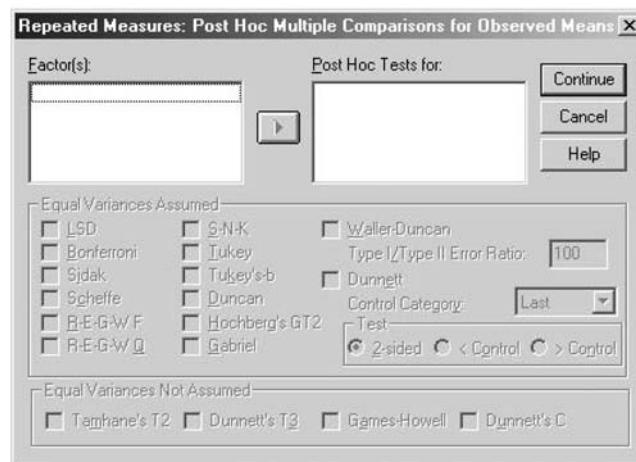 Repeated Measures: Post Hoc Multiple Comparisons for Observed Means
Factor(s):
Post Hoc Tests for:
Continue
Cancel
Help
Equal Variances Assumed
LSD
Bonferroni
Sidak
Scheffe
R-E-G-W F
R-E-G-W Q
S-N-K
Tukey
Tukey's-b
Duncan
Hochberg's GT2
Gabriel
Waller-Duncan
Type I/Type II Error Ratio: 100
Dunnett
Control Category: Last
Test
2-sided < Control > Control
Equal Variances Not Assumed
Tamhane's T2 Dunnett's T3 Games-Howell Dunnett's C